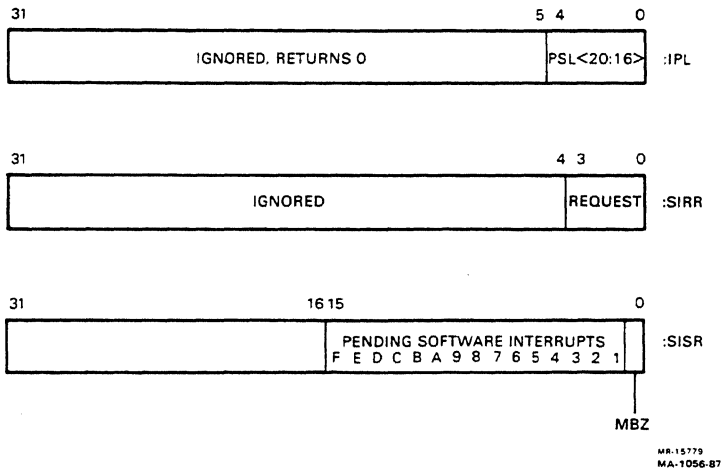 31 5 4 0
IGNORED, RETURNS 0 PSL<20:16> :IPL
31 4 3 0
IGNORED REQUEST :SIRR
31 16 15 0
PENDING SOFTWARE INTERRUPTS :SISR
F E D C B A 9 8 7 6 5 4 3 2 1
MBZ
MR-15779
MA-1056-87